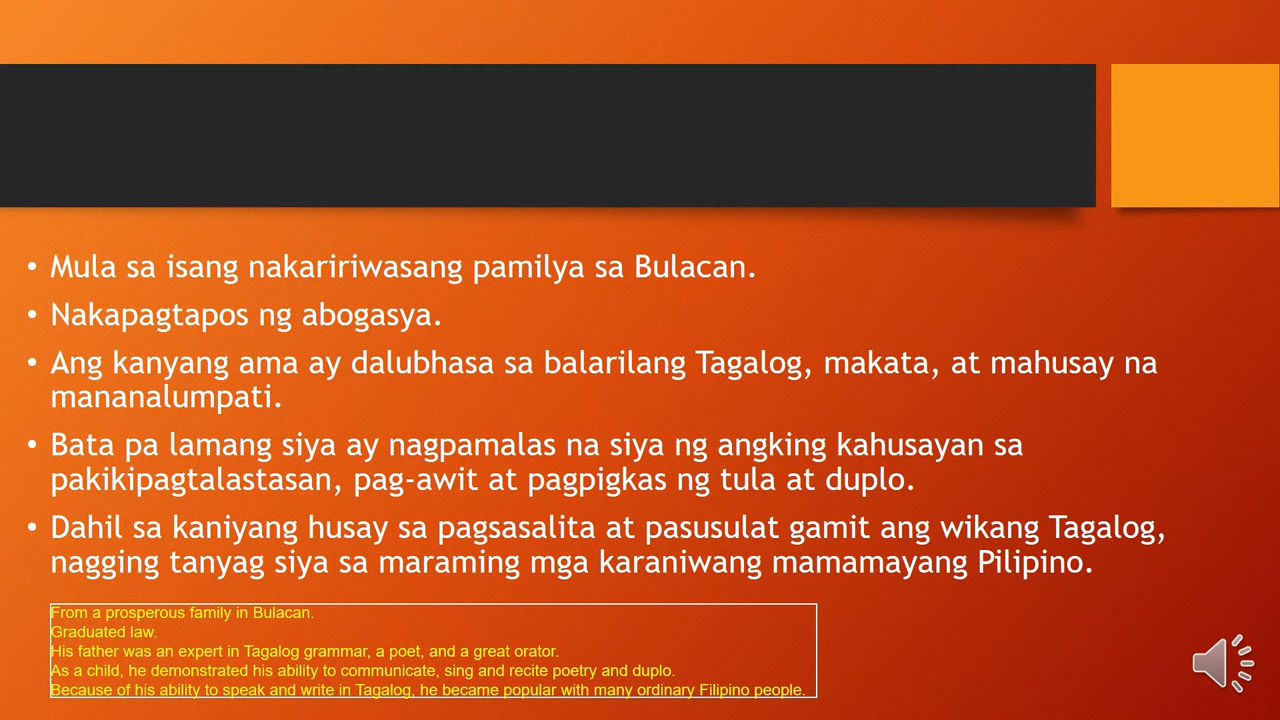 • Mula sa isang nakaririwasang pamilya sa Bulacan.
• Nakapagtapos ng abogasya.
• Ang kanyang ama ay dalubhasa sa balarilang Tagalog, makata, at mahusay na
mananalumpati.
• Bata pa lamang siya ay nagpamalas na siya ng angking kahusayan sa
pakikipagtalastasan, pag-awit at pagpigkas ng tula at duplo.
• Dahil sa kaniyang husay sa pagsasalita at pasusulat gamit ang wikang Tagalog,
nagging tanyag siya sa maraming mga karaniwang mamamayang Pilipino.
From a prosperous family in Bulacan.
Graduated law.
His father was an expert in Tagalog grammar, a poet, and a great orator.
As a child, he demonstrated his ability to communicate, sing and recite poetry and duplo.
Because of his ability to speak and write in Tagalog, he became popular with many ordinary Filipino people.